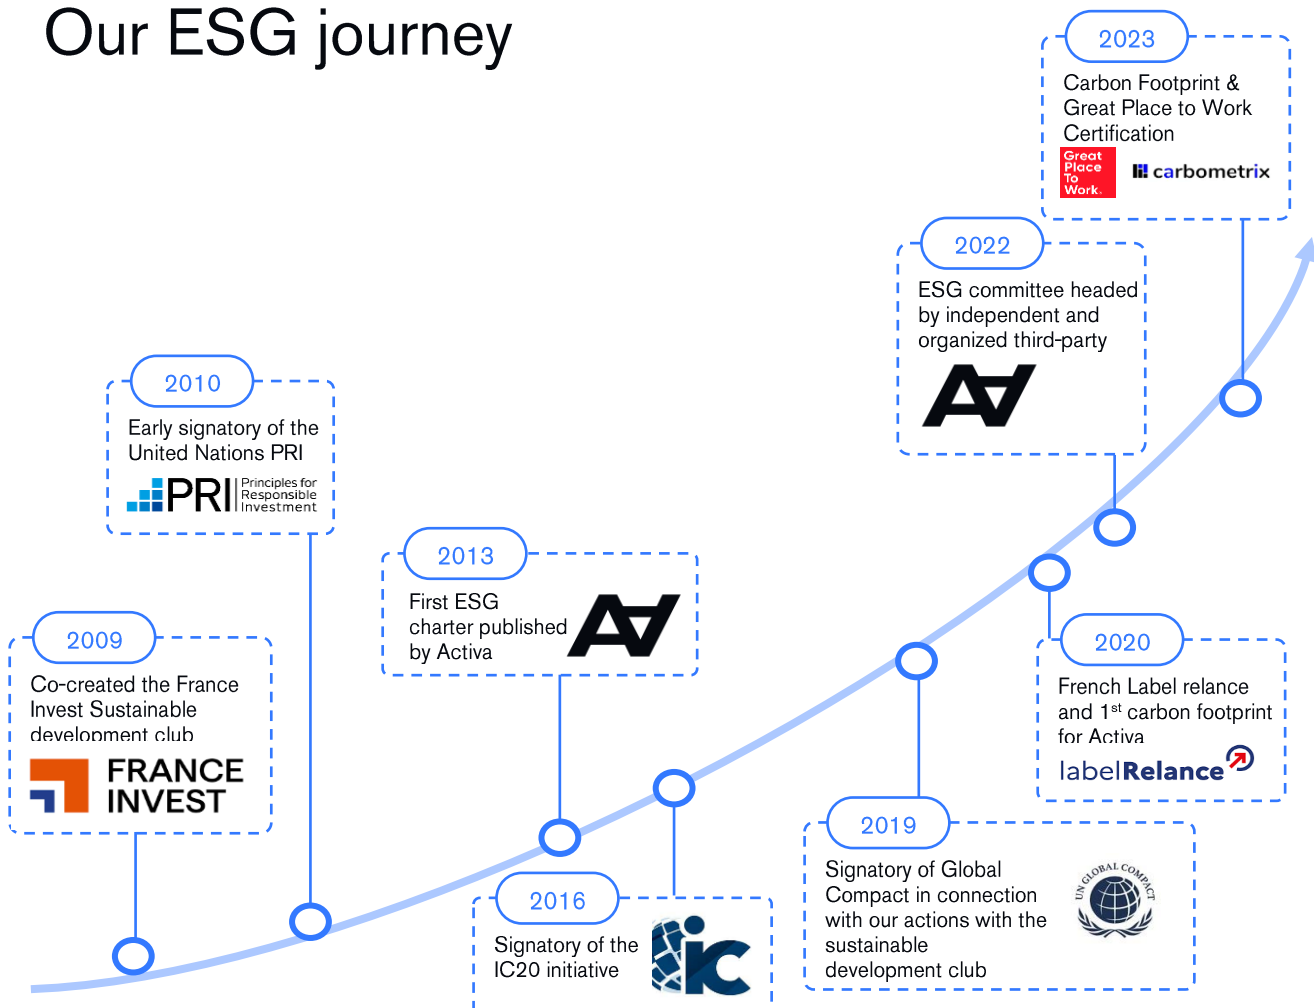 Our ESG journey
2009
Co-created the France
Invest Sustainable
development club
FRANCE
INVEST
2010
Early signatory of the
United Nations PRI
PRI
Principles for
Responsible
Investment
2013
First ESG
charter published
by Activa
2016
Signatory of the
IC20 initiative
ic
2019
Signatory of Global
Compact in connection
with our actions with the
sustainable
development club
UN GLOBAL COMPACT
2020
French Label relance
and 1st carbon footprint
for Activa
labelRelance
2022
ESG committee headed
by independent and
organized third-party
2023
Carbon Footprint &
Great Place to Work
Certification
Great
Place
To
Work.
carbometrix